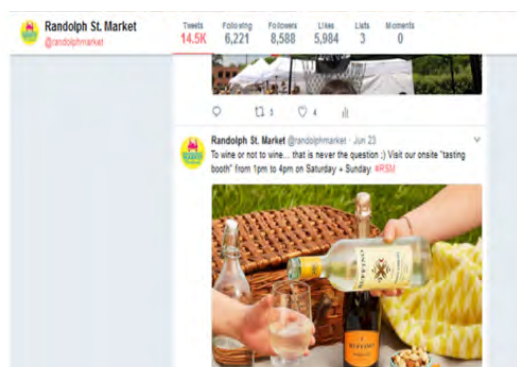 Randolph St. Market
@randolphmarket
Tweets Following Followers Likes Lists Moments
14.5K 6,221 8,588 5,984 3 0
3 4
Randolph St. Market @randolphmarket · Jun 23
To wine or not to wine... that is never the question ;) Visit our onsite "tasting
booth" from 1pm to 4pm on Saturday + Sunday #RSM
RUFFINO
RUFFINO